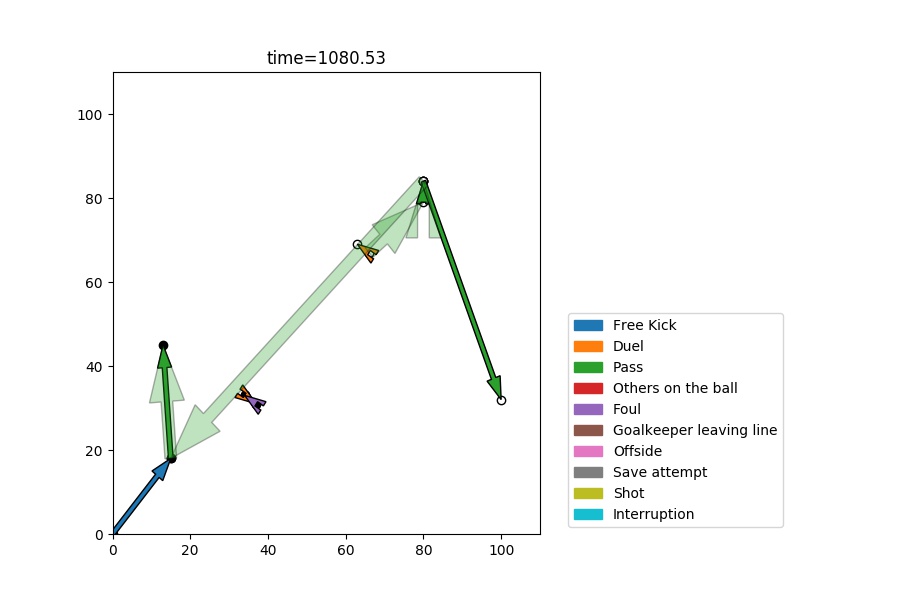 time=1080.53
100
80
60
40
20
0
0 20 40 60 80 100
Free Kick
Duel
Pass
Others on the ball
Foul
Goalkeeper leaving line
Offside
Save attempt
Shot
Interruption